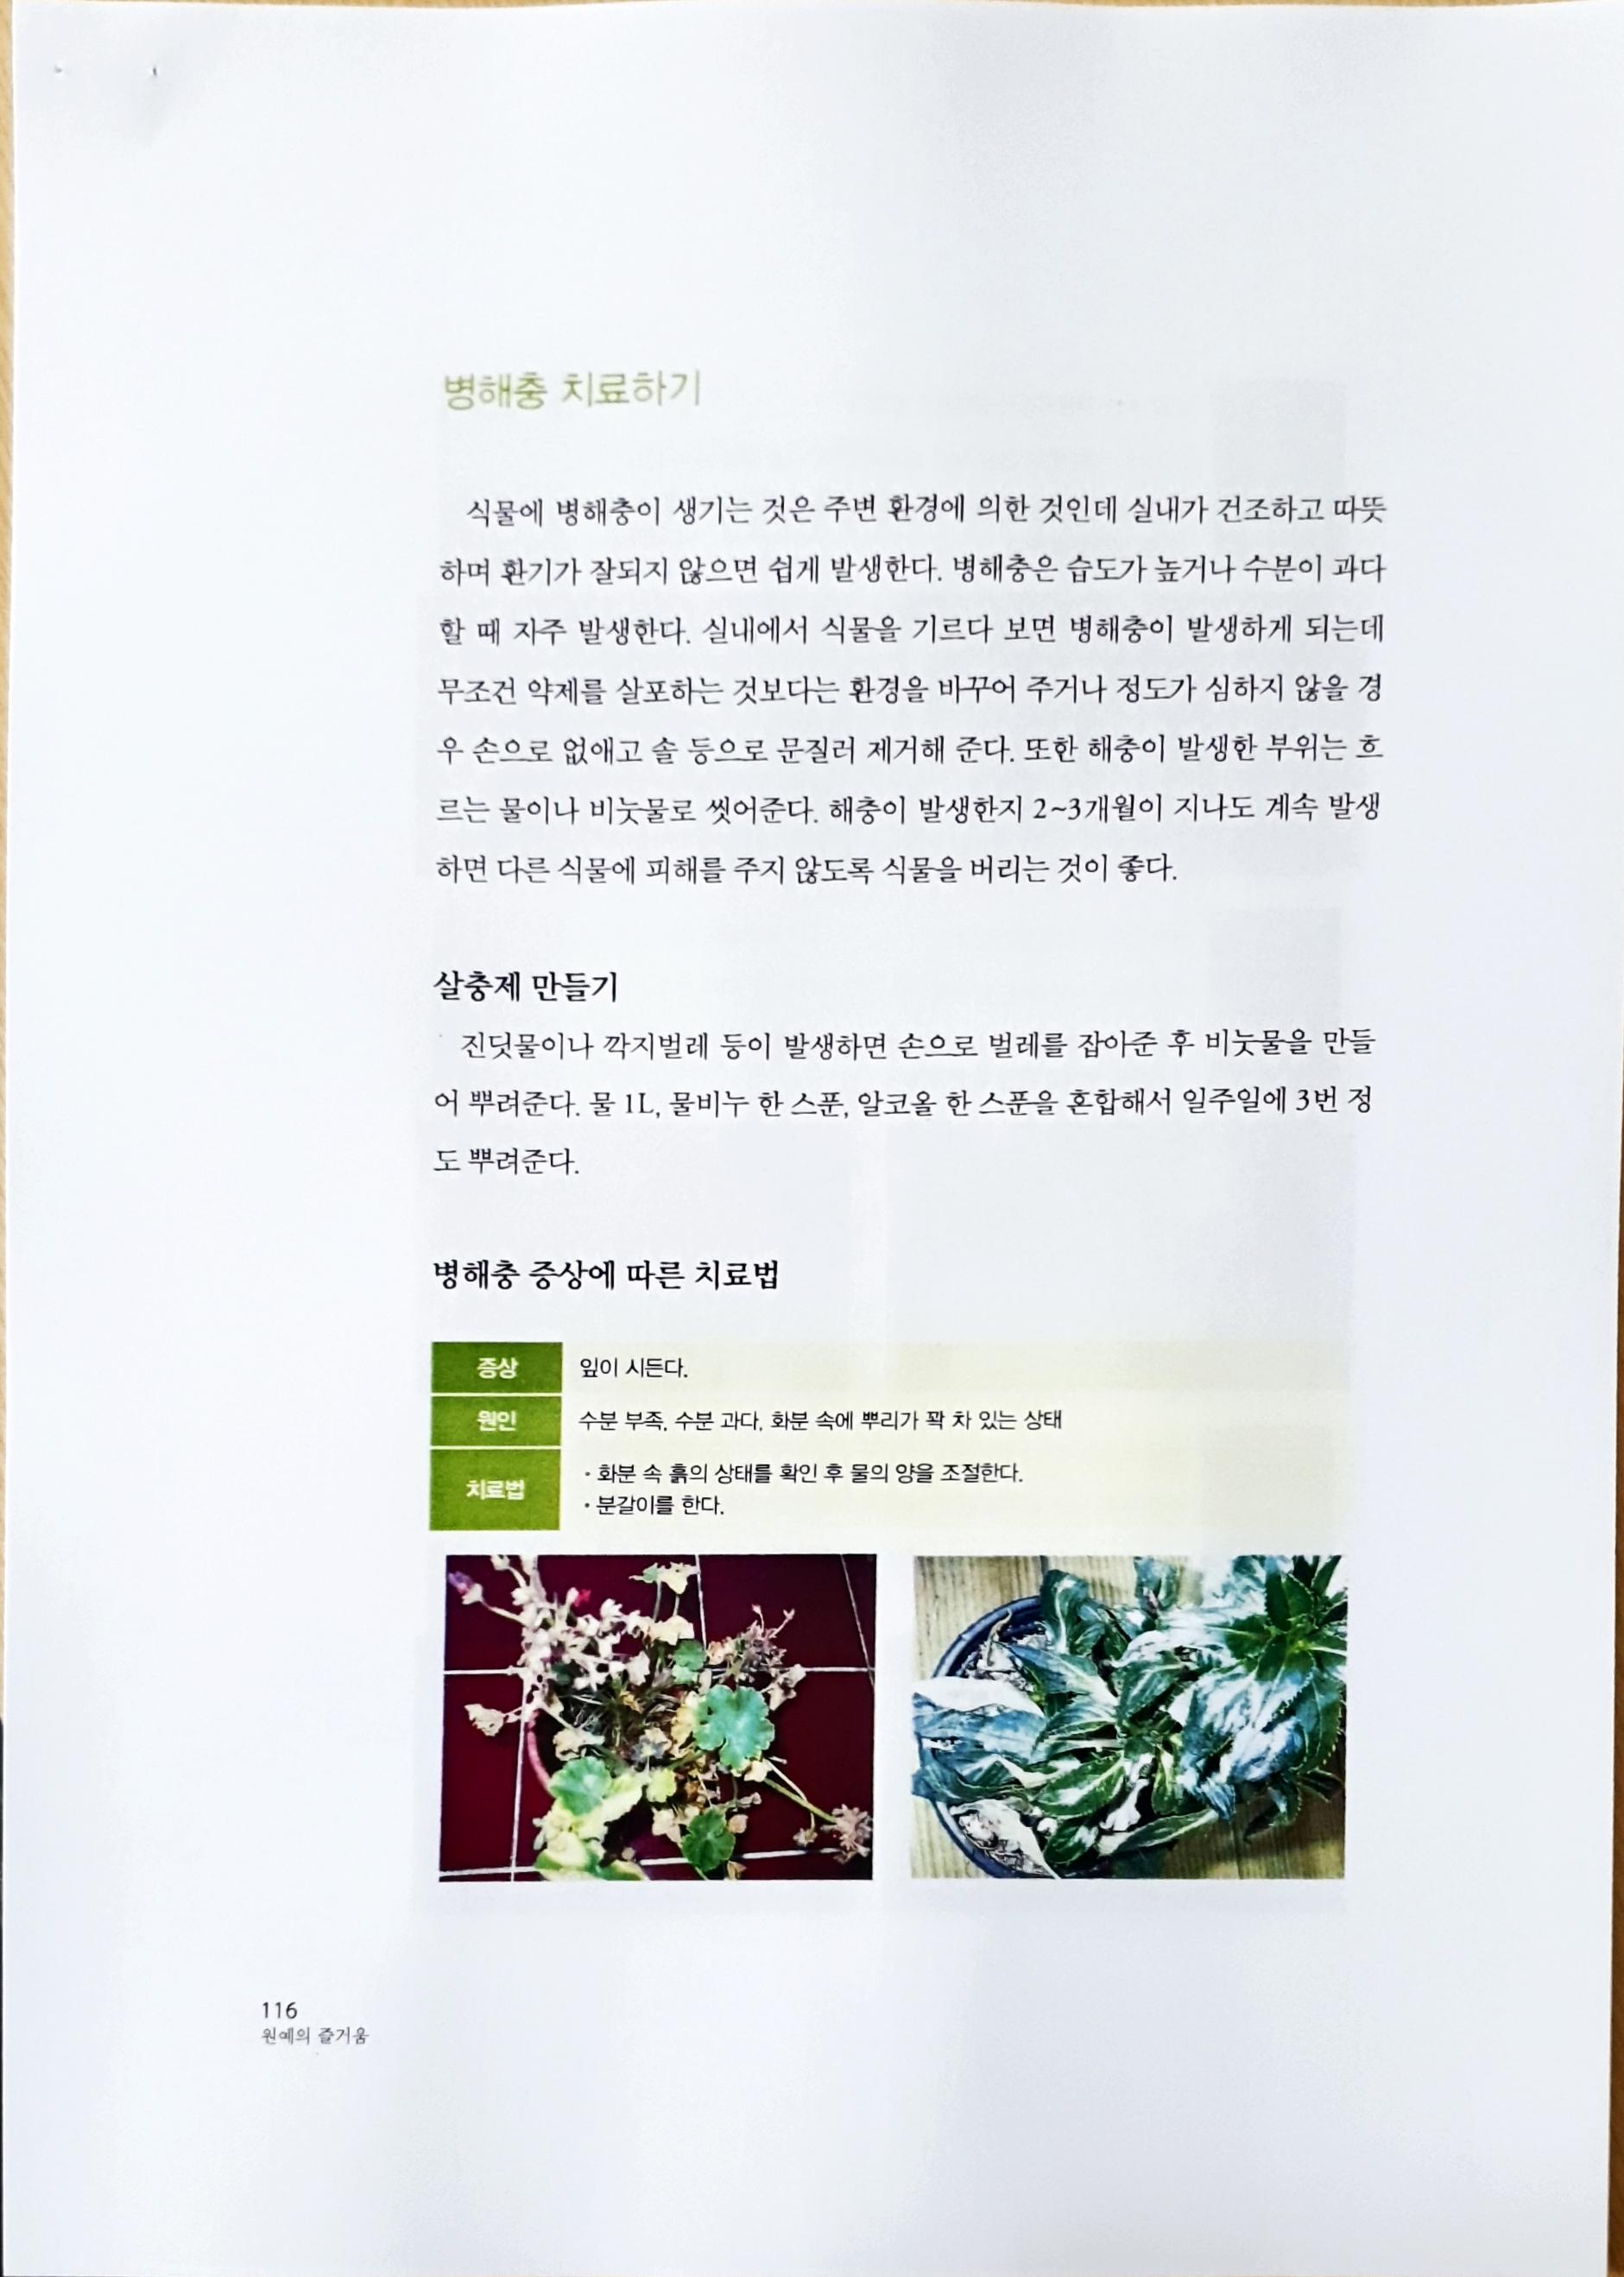 병해충 치료하기
식물에 병해충이 생기는 것은 주변 환경에 의한 것인데 실내가 건조하고 따뜻
하며 환기가 잘되지 않으면 쉽게 발생한다. 병해충은 습도가 높거나 수분이 과다
할 때 자주 발생한다. 실내에서 식물을 기르다 보면 병해충이 발생하게 되는데
무조건 약제를 살포하는 것보다는 환경을 바꾸어 주거나 정도가 심하지 않을 경
우 손으로 없애고 솔 등으로 문질러 제거해 준다. 또한 해충이 발생한 부위는 흐
르는 물이나 비눗물로 씻어준다. 해충이 발생한지 2~3개월이 지나도 계속 발생
하면 다른 식물에 피해를 주지 않도록 식물을 버리는 것이 좋다.
살충제 만들기
진딧물이나 깍지벌레 등이 발생하면 손으로 벌레를 잡아준 후 비눗물을 만들
어 뿌려준다. 물 1L, 물비누 한 스푼, 알코올 한 스푼을 혼합해서 일주일에 3번 정
도 뿌려준다.
병해충 증상에 따른 치료법
증상 잎이 시든다.
원인 수분 부족, 수분 과다, 화분 속에 뿌리가 꽉 차 있는 상태
치료법 • 화분 속 흙의 상태를 확인 후 물의 양을 조절한다.
• 분갈이를 한다.
116
원예의 즐거움